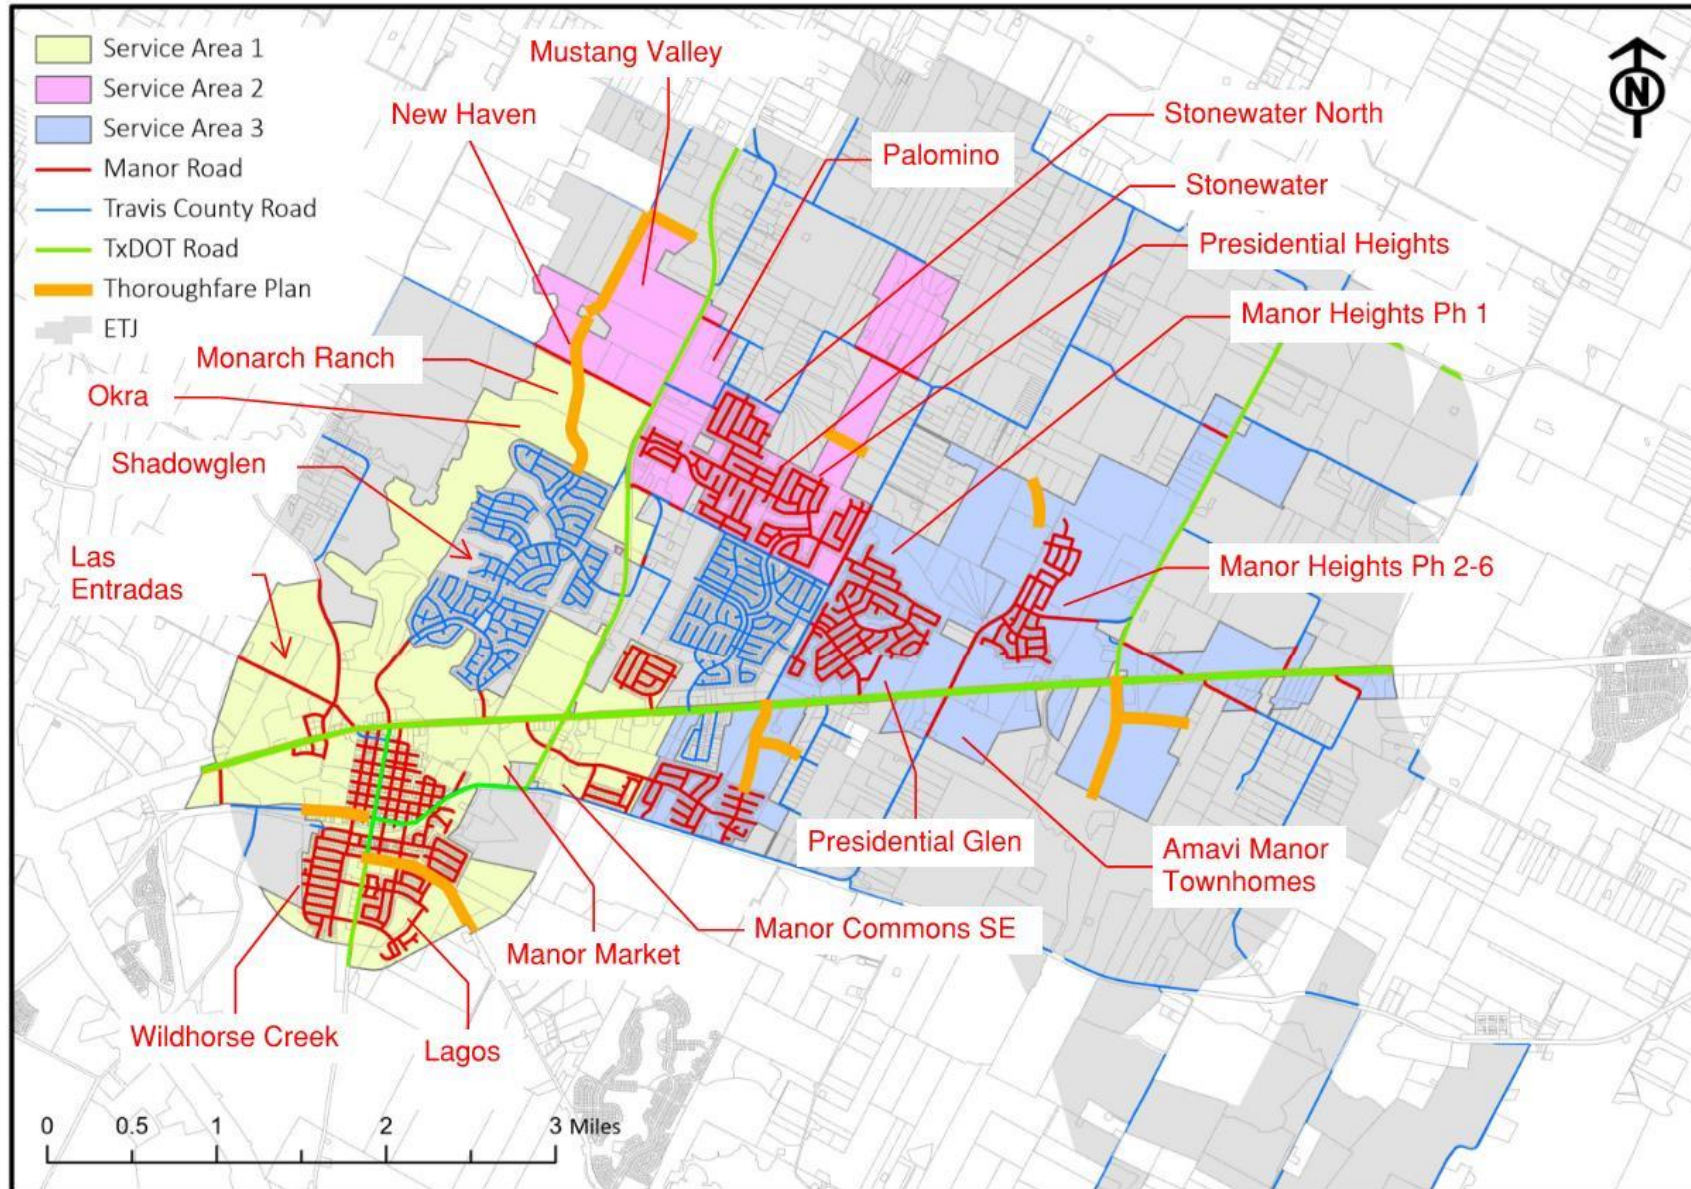 Service Area 1
Service Area 2
Service Area 3
Manor Road
Travis County Road
TxDOT Road
Thoroughfare Plan
ETJ
Mustang Valley
New Haven
Palomino
Stonewater North
Stonewater
Presidential Heights
Manor Heights Ph 1
Monarch Ranch
Okra
Shadowglen
Las
Entradas
Manor Heights Ph 2-6
Presidential Glen
Amavi Manor
Townhomes
Manor Commons SE
Manor Market
Wildhorse Creek
Lagos
N
0 0.5 1 2 3 Miles